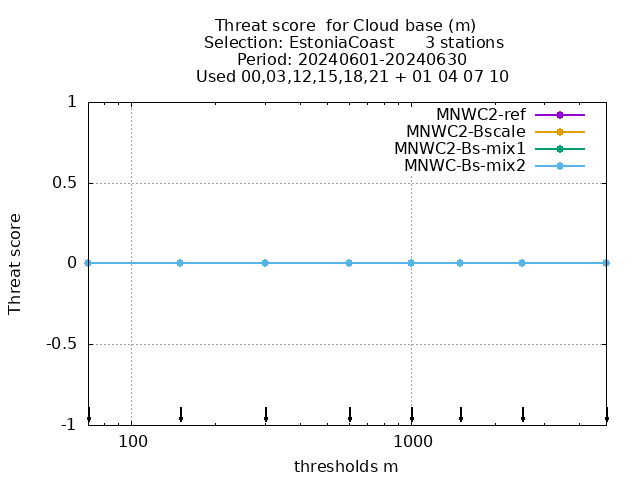 Threat score  for Cloud base (m)
Selection: EstoniaCoast      3 stations
Period: 20240601-20240630
Used 00,03,12,15,18,21 + 01 04 07 10
MNWC2-ref
MNWC2-Bscale
MNWC2-Bs-mix1
MNWC-Bs-mix2
1
0.5
0
-0.5
-1
Threat score
100
1000
thresholds m